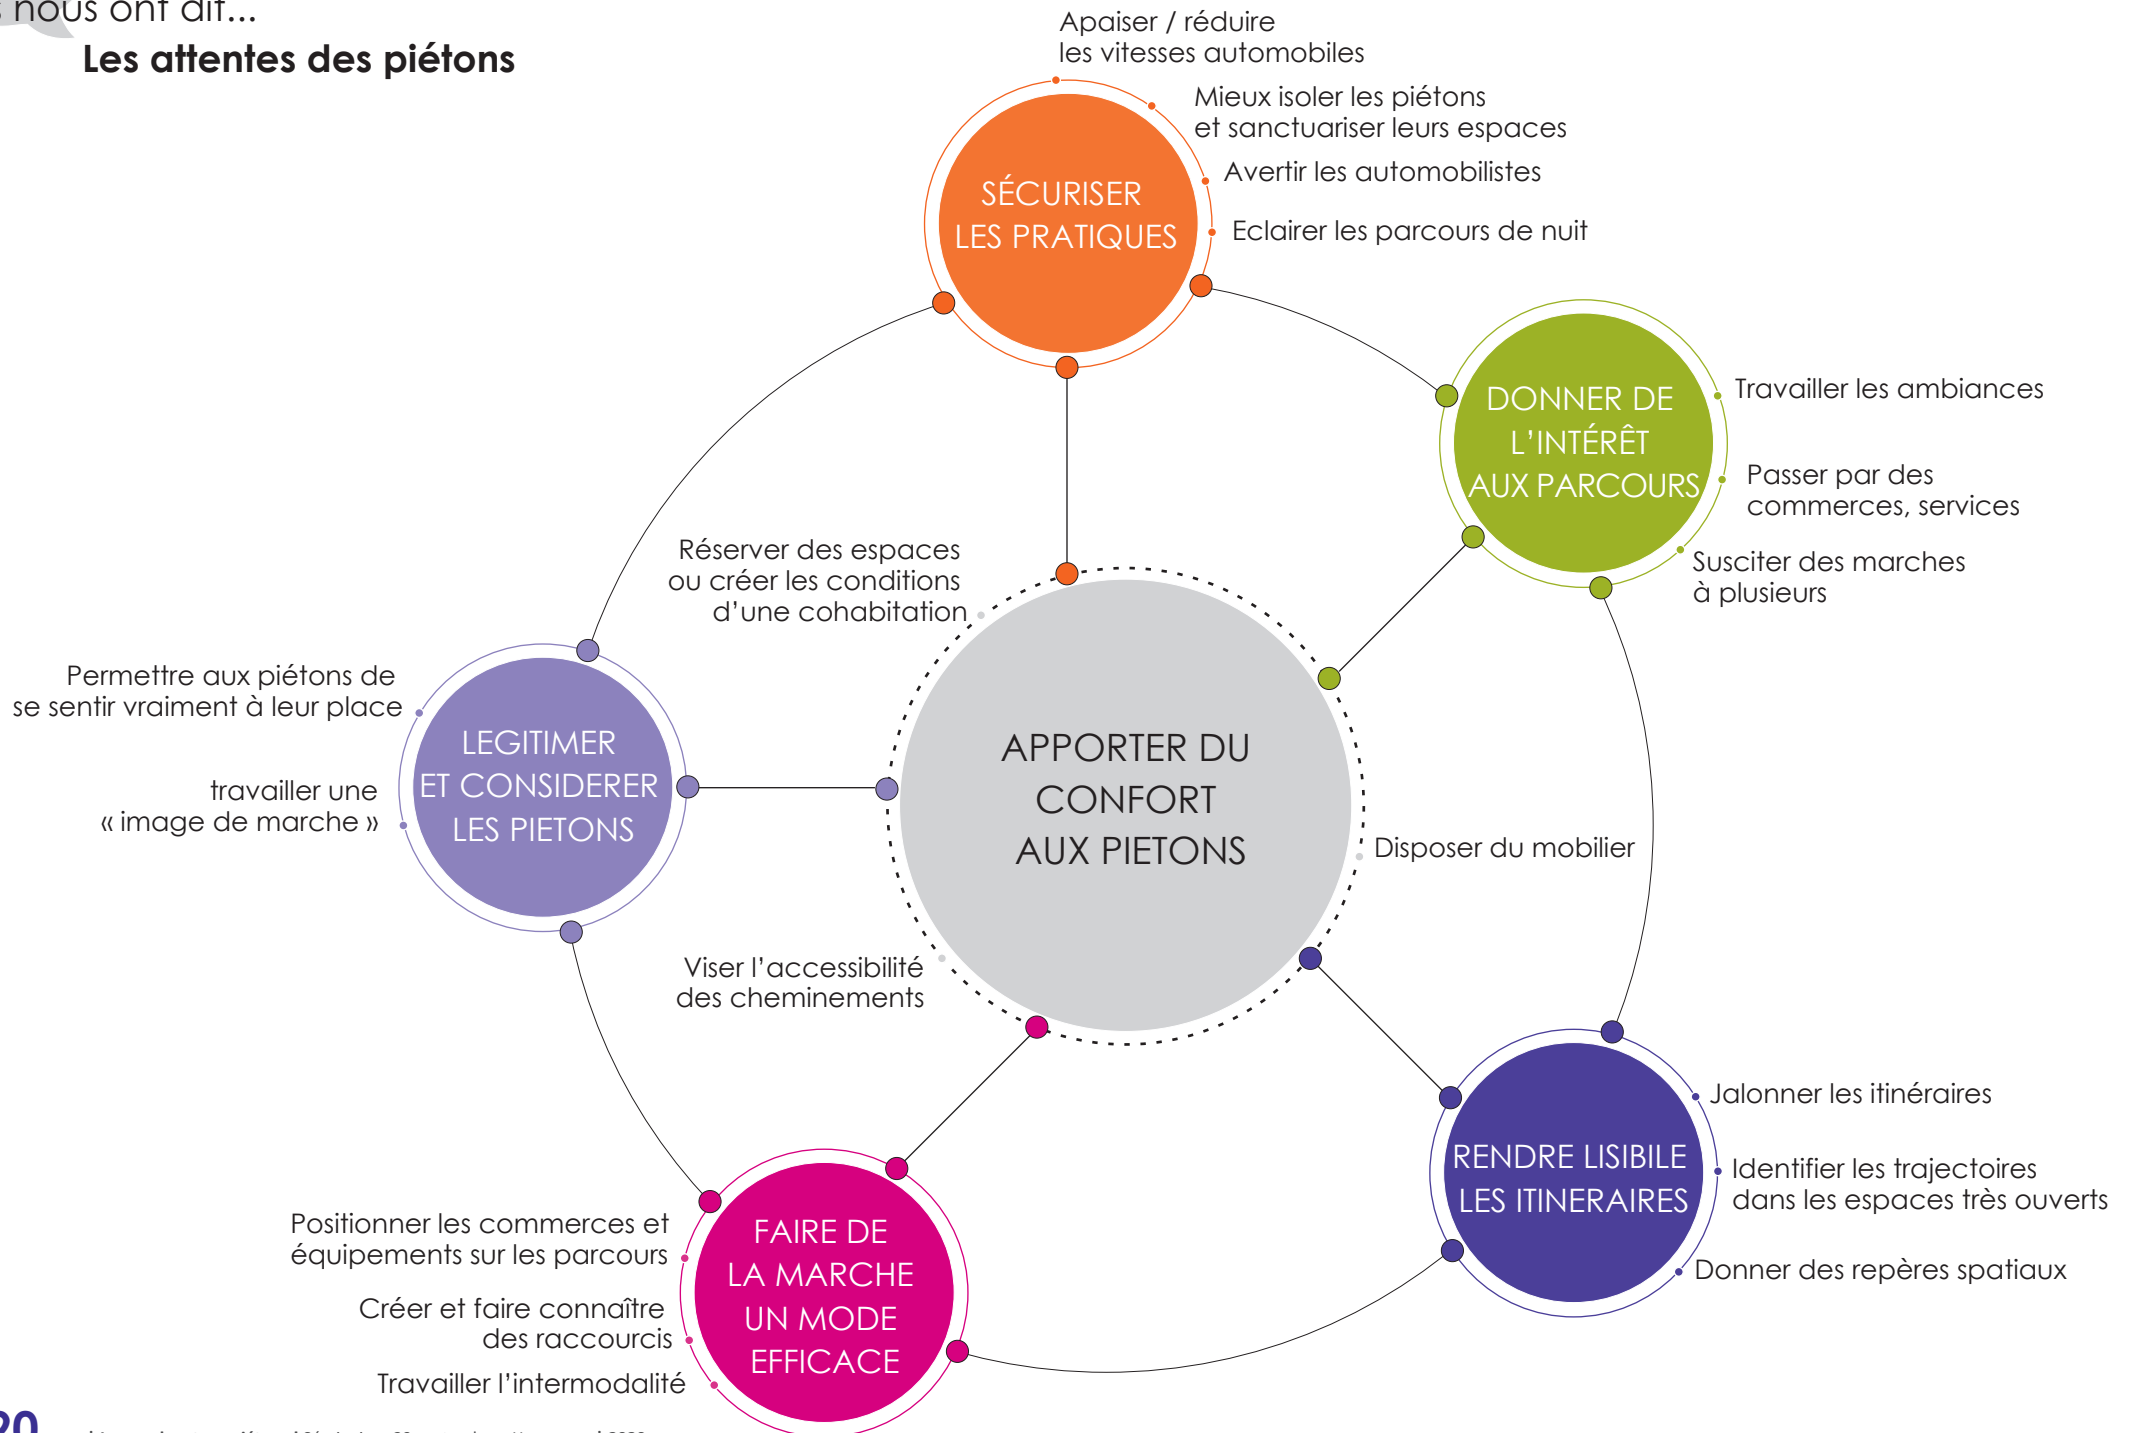 nous ont dit...
Les attentes des piétons
Apaiser / réduire
les vitesses automobiles
Mieux isoler les piétons
et sanctuariser leurs espaces
Avertir les automobilistes
Eclairer les parcours de nuit
SÉCURISER
LES PRATIQUES
DONNER DE
L'INTÉRÊT
AUX PARCOURS
Travailler les ambiances
Passer par des
commerces, services
Susciter des marches
à plusieurs
Réserver des espaces
ou créer les conditions
d'une cohabitation
Permettre aux piétons de
se sentir vraiment à leur place
travailler une
« image de marche »
LEGITIMER
ET CONSIDERER
LES PIETONS
APPORTER DU
CONFORT
AUX PIETONS
Disposer du mobilier
Viser l'accessibilité
des cheminements
Jalonner les itinéraires
Identifier les trajectoires
dans les espaces très ouverts
Donner des repères spatiaux
RENDRE LISIBILE
LES ITINERAIRES
Positionner les commerces et
équipements sur les parcours
Créer et faire connaître
des raccourcis
Travailler l'intermodalité
FAIRE DE
LA MARCHE
UN MODE
EFFICACE